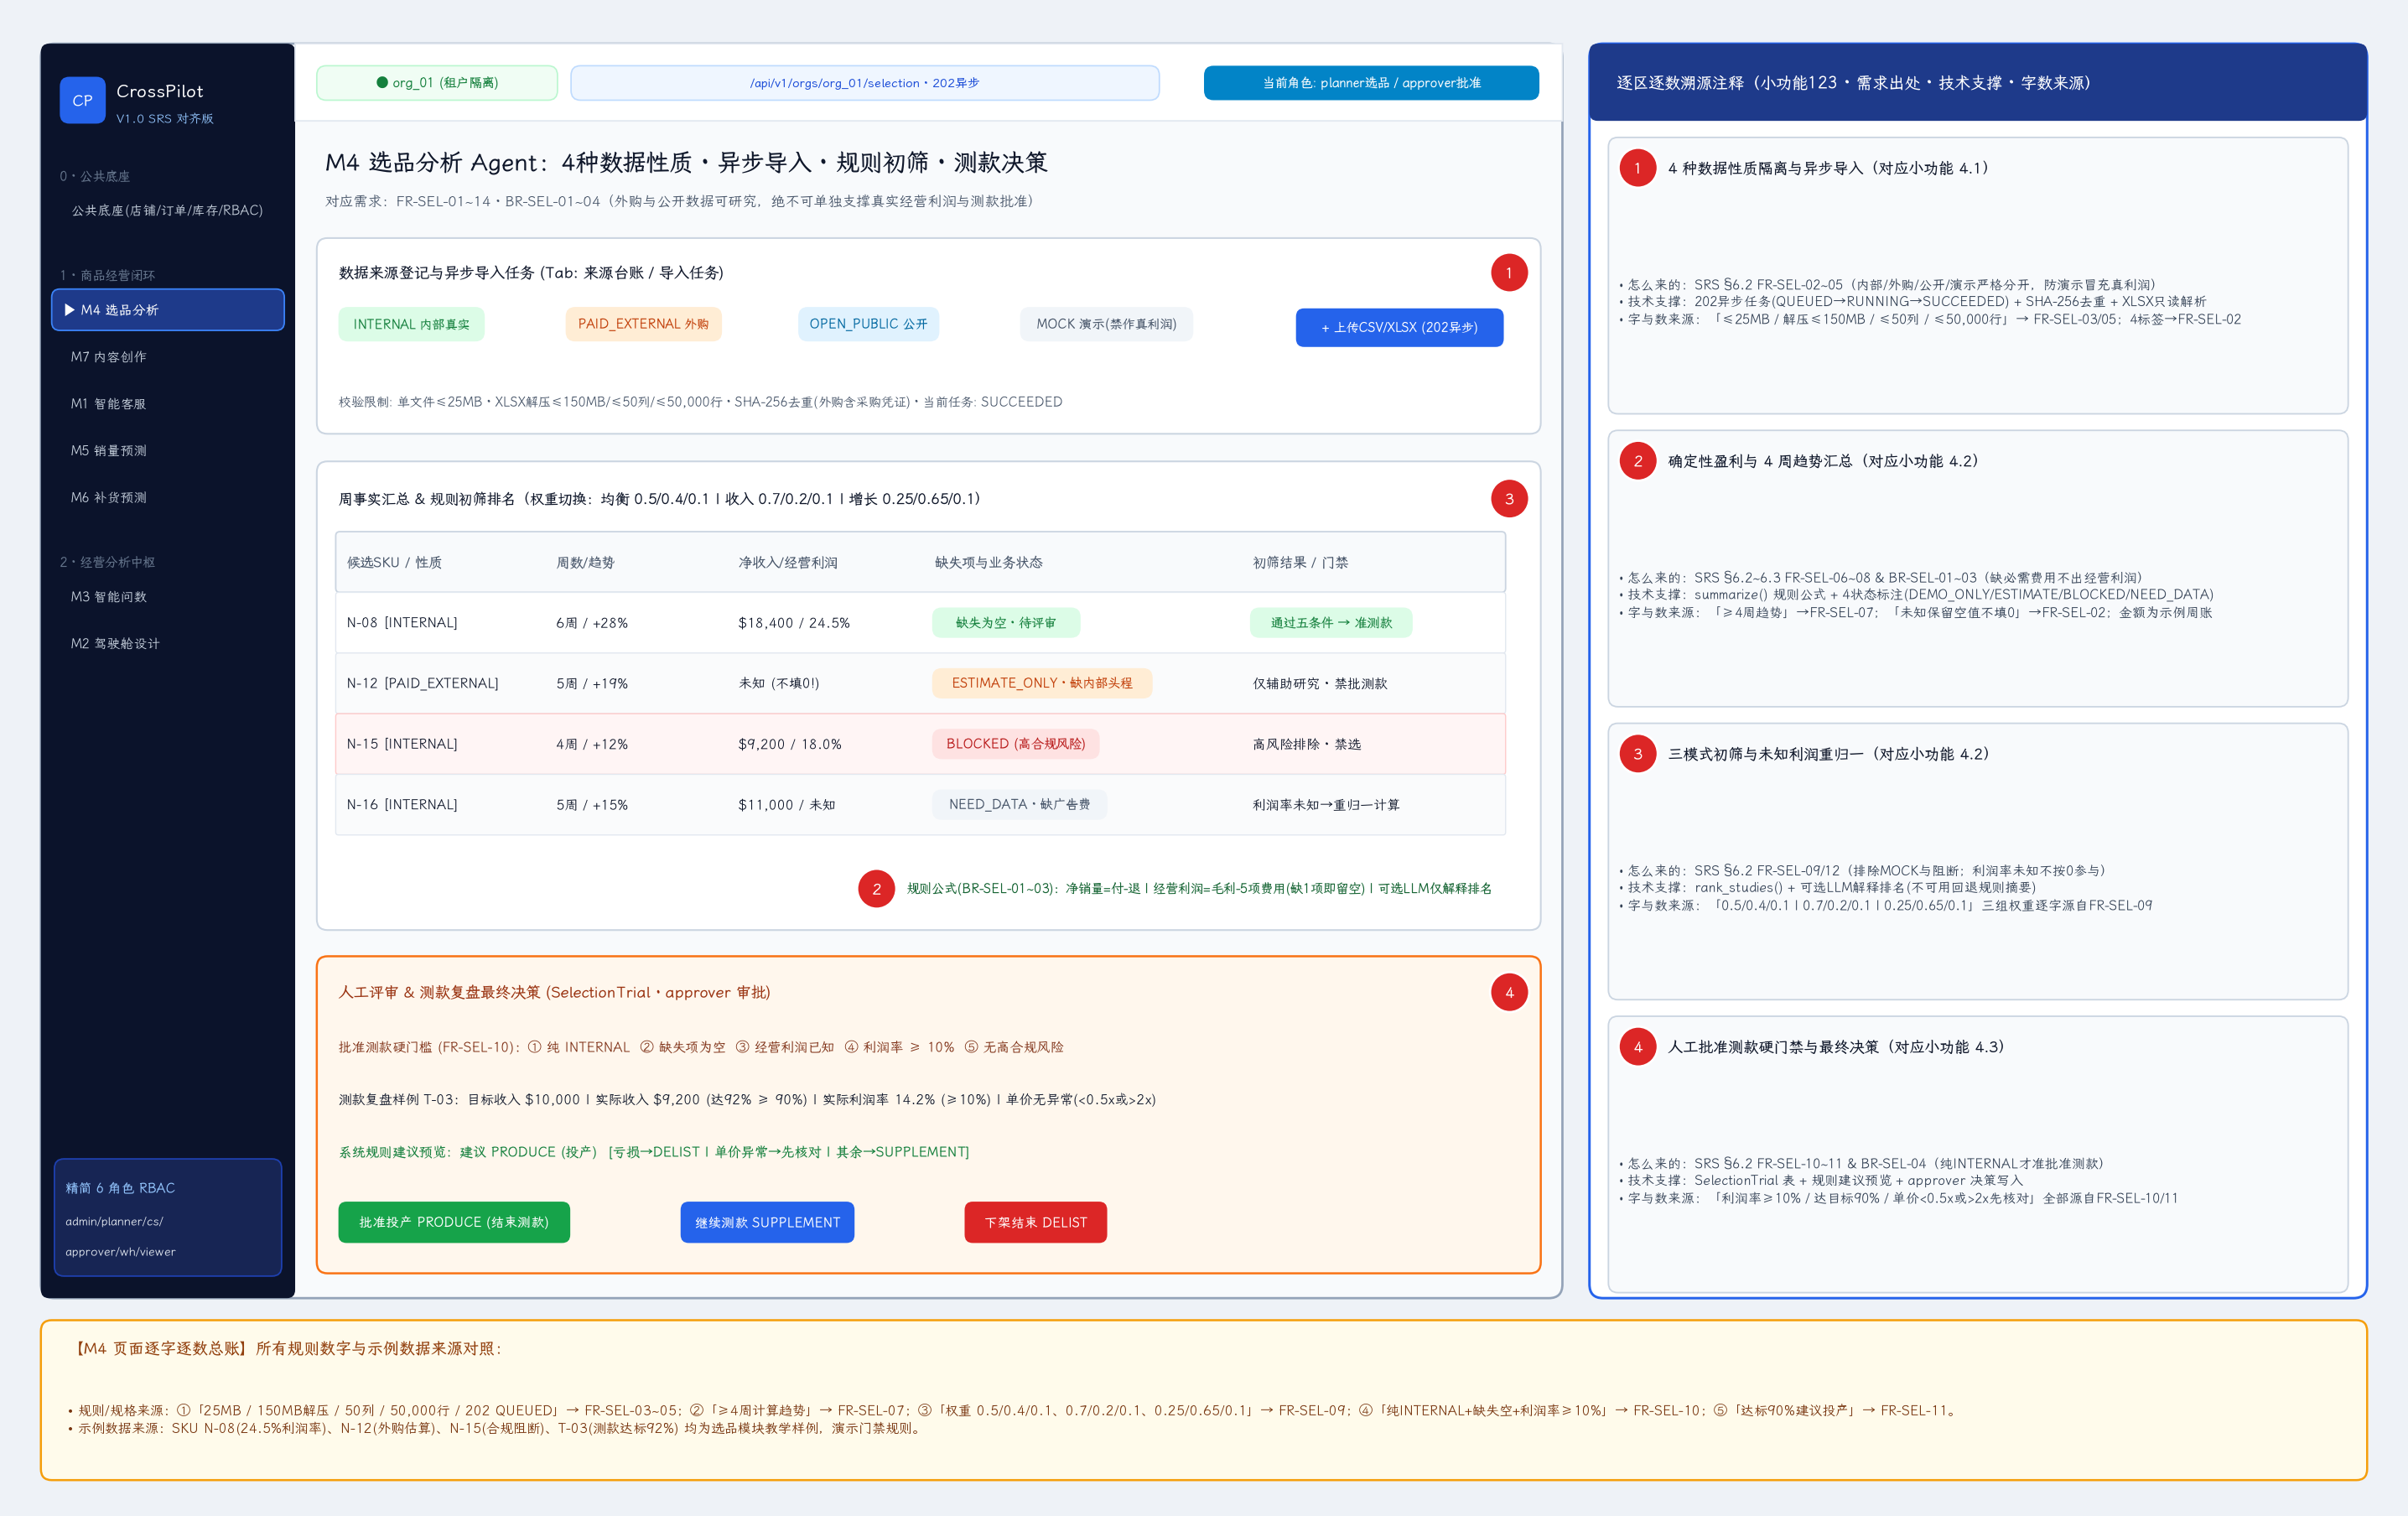 CP
CrossPilot
V1.0 SRS 对齐版
0・公共底座
公共底座(店铺/订单/库存/RBAC)
1・商品经营闭环
▶ M4 选品分析
M7 内容创作
M1 智能客服
M5 销量预测
M6 补货预测
2・经营分析中枢
M3 智能问数
M2 驾驶舱设计
精简 6 角色 RBAC
admin/planner/cs/
approver/wh/viewer
● org_01 (租户隔离)
/api/v1/orgs/org_01/selection・202异步
当前角色: planner选品 / approver批准
M4 选品分析 Agent：4种数据性质・异步导入・规则初筛・测款决策
对应需求：FR-SEL-01~14・BR-SEL-01~04（外购与公开数据可研究，绝不可单独支撑真实经营利润与测款批准）
数据来源登记与异步导入任务 (Tab: 来源台账 / 导入任务)
1
INTERNAL 内部真实
PAID_EXTERNAL 外购
OPEN_PUBLIC 公开
MOCK 演示(禁作真利润)
+ 上传CSV/XLSX (202异步)
校验限制: 单文件≤25MB・XLSX解压≤150MB/≤50列/≤50,000行・SHA-256去重(外购含采购凭证)・当前任务: SUCCEEDED
周事实汇总 & 规则初筛排名（权重切换：均衡 0.5/0.4/0.1 | 收入 0.7/0.2/0.1 | 增长 0.25/0.65/0.1）
3
候选SKU / 性质
周数/趋势
净收入/经营利润
缺失项与业务状态
初筛结果 / 门禁
N-08 [INTERNAL]
6周 / +28%
$18,400 / 24.5%
缺失为空・待评审
通过五条件 → 准测款
N-12 [PAID_EXTERNAL]
5周 / +19%
未知 (不填0!)
ESTIMATE_ONLY・缺内部头程
仅辅助研究・禁批测款
N-15 [INTERNAL]
4周 / +12%
$9,200 / 18.0%
BLOCKED (高合规风险)
高风险排除・禁选
N-16 [INTERNAL]
5周 / +15%
$11,000 / 未知
NEED_DATA・缺广告费
利润率未知→重归一计算
2
规则公式(BR-SEL-01~03)：净销量=付-退 | 经营利润=毛利-5项费用(缺1项即留空) | 可选LLM仅解释排名
人工评审 & 测款复盘最终决策 (SelectionTrial・approver 审批)
4
批准测款硬门槛 (FR-SEL-10)：① 纯 INTERNAL ② 缺失项为空 ③ 经营利润已知 ④ 利润率 ≥ 10% ⑤ 无高合规风险
测款复盘样例 T-03：目标收入 $10,000 | 实际收入 $9,200 (达92% ≥ 90%) | 实际利润率 14.2% (≥10%) | 单价无异常(<0.5x或>2x)
系统规则建议预览：建议 PRODUCE (投产) [亏损→DELIST | 单价异常→先核对 | 其余→SUPPLEMENT]
批准投产 PRODUCE (结束测款)
继续测款 SUPPLEMENT
下架结束 DELIST
逐区逐数溯源注释（小功能123・需求出处・技术支撑・字数来源）
1
4 种数据性质隔离与异步导入（对应小功能 4.1）
• 怎么来的：SRS §6.2 FR-SEL-02~05（内部/外购/公开/演示严格分开，防演示冒充真利润）
• 技术支撑：202异步任务(QUEUED→RUNNING→SUCCEEDED) + SHA-256去重 + XLSX只读解析
• 字与数来源：「≤25MB / 解压≤150MB / ≤50列 / ≤50,000行」→ FR-SEL-03/05；4标签→FR-SEL-02
2
确定性盈利与 4 周趋势汇总（对应小功能 4.2）
• 怎么来的：SRS §6.2~6.3 FR-SEL-06~08 & BR-SEL-01~03（缺必需费用不出经营利润）
• 技术支撑：summarize() 规则公式 + 4状态标注(DEMO_ONLY/ESTIMATE/BLOCKED/NEED_DATA)
• 字与数来源：「≥4周趋势」→FR-SEL-07；「未知保留空值不填0」→FR-SEL-02；金额为示例周账
3
三模式初筛与未知利润重归一（对应小功能 4.2）
• 怎么来的：SRS §6.2 FR-SEL-09/12（排除MOCK与阻断；利润率未知不按0参与）
• 技术支撑：rank_studies() + 可选LLM解释排名(不可用回退规则摘要)
• 字与数来源：「0.5/0.4/0.1 | 0.7/0.2/0.1 | 0.25/0.65/0.1」三组权重逐字源自FR-SEL-09
4
人工批准测款硬门禁与最终决策（对应小功能 4.3）
• 怎么来的：SRS §6.2 FR-SEL-10~11 & BR-SEL-04（纯INTERNAL才准批准测款）
• 技术支撑：SelectionTrial 表 + 规则建议预览 + approver 决策写入
• 字与数来源：「利润率≥10% / 达目标90% / 单价<0.5x或>2x先核对」全部源自FR-SEL-10/11
【M4 页面逐字逐数总账】所有规则数字与示例数据来源对照：
• 规则/规格来源：①「25MB / 150MB解压 / 50列 / 50,000行 / 202 QUEUED」→ FR-SEL-03~05；②「≥4周计算趋势」→ FR-SEL-07；③「权重 0.5/0.4/0.1、0.7/0.2/0.1、0.25/0.65/0.1」→ FR-SEL-09；④「纯INTERNAL+缺失空+利润率≥10%」→ FR-SEL-10；⑤「达标90%建议投产」→ FR-SEL-11。
• 示例数据来源：SKU N-08(24.5%利润率)、N-12(外购估算)、N-15(合规阻断)、T-03(测款达标92%) 均为选品模块教学样例，演示门禁规则。